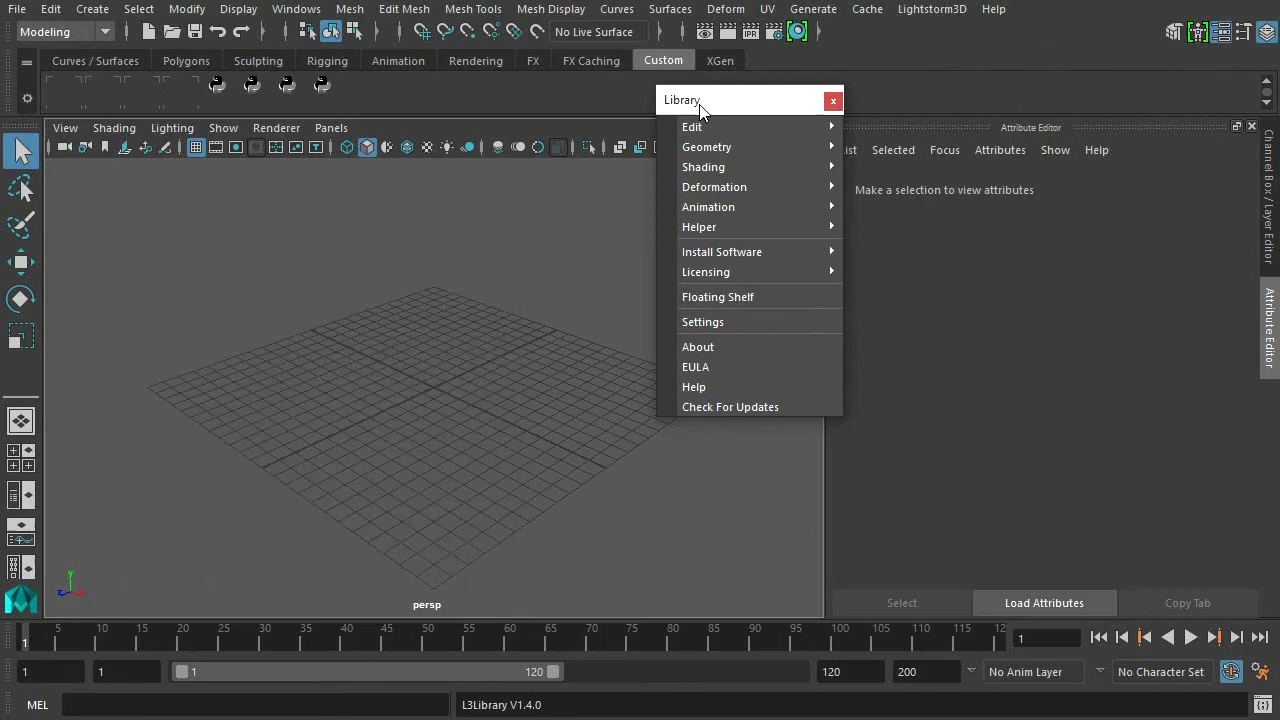 File Edit Create Select Modify Display Windows Mesh Edit Mesh Mesh Tools Mesh Display Curves Surfaces Deform UV Generate Cache Lightstorm3D Help
Modeling No Live Surface IPR
Curves / Surfaces Polygons Sculpting Rigging Animation Rendering FX FX Caching Custom XGen
Library x
View Shading Lighting Show Renderer Panels
Edit
Geometry
Shading
Deformation
Animation
Helper
Install Software
Licensing
Floating Shelf
Settings
About
EULA
Help
Check For Updates
Attribute Editor
ist Selected Focus Attributes Show Help
Make a selection to view attributes
Channel Box / Layer Editor
Attribute Editor
y
z
persp
Select Load Attributes Copy Tab
1 5 10 15 20 25 30 35 40 45 50 55 60 65 70 75 80 85 90 95 100 105 110 115 12 1
1 1 1 120 120 200 No Anim Layer No Character Set
MEL L3Library V1.4.0